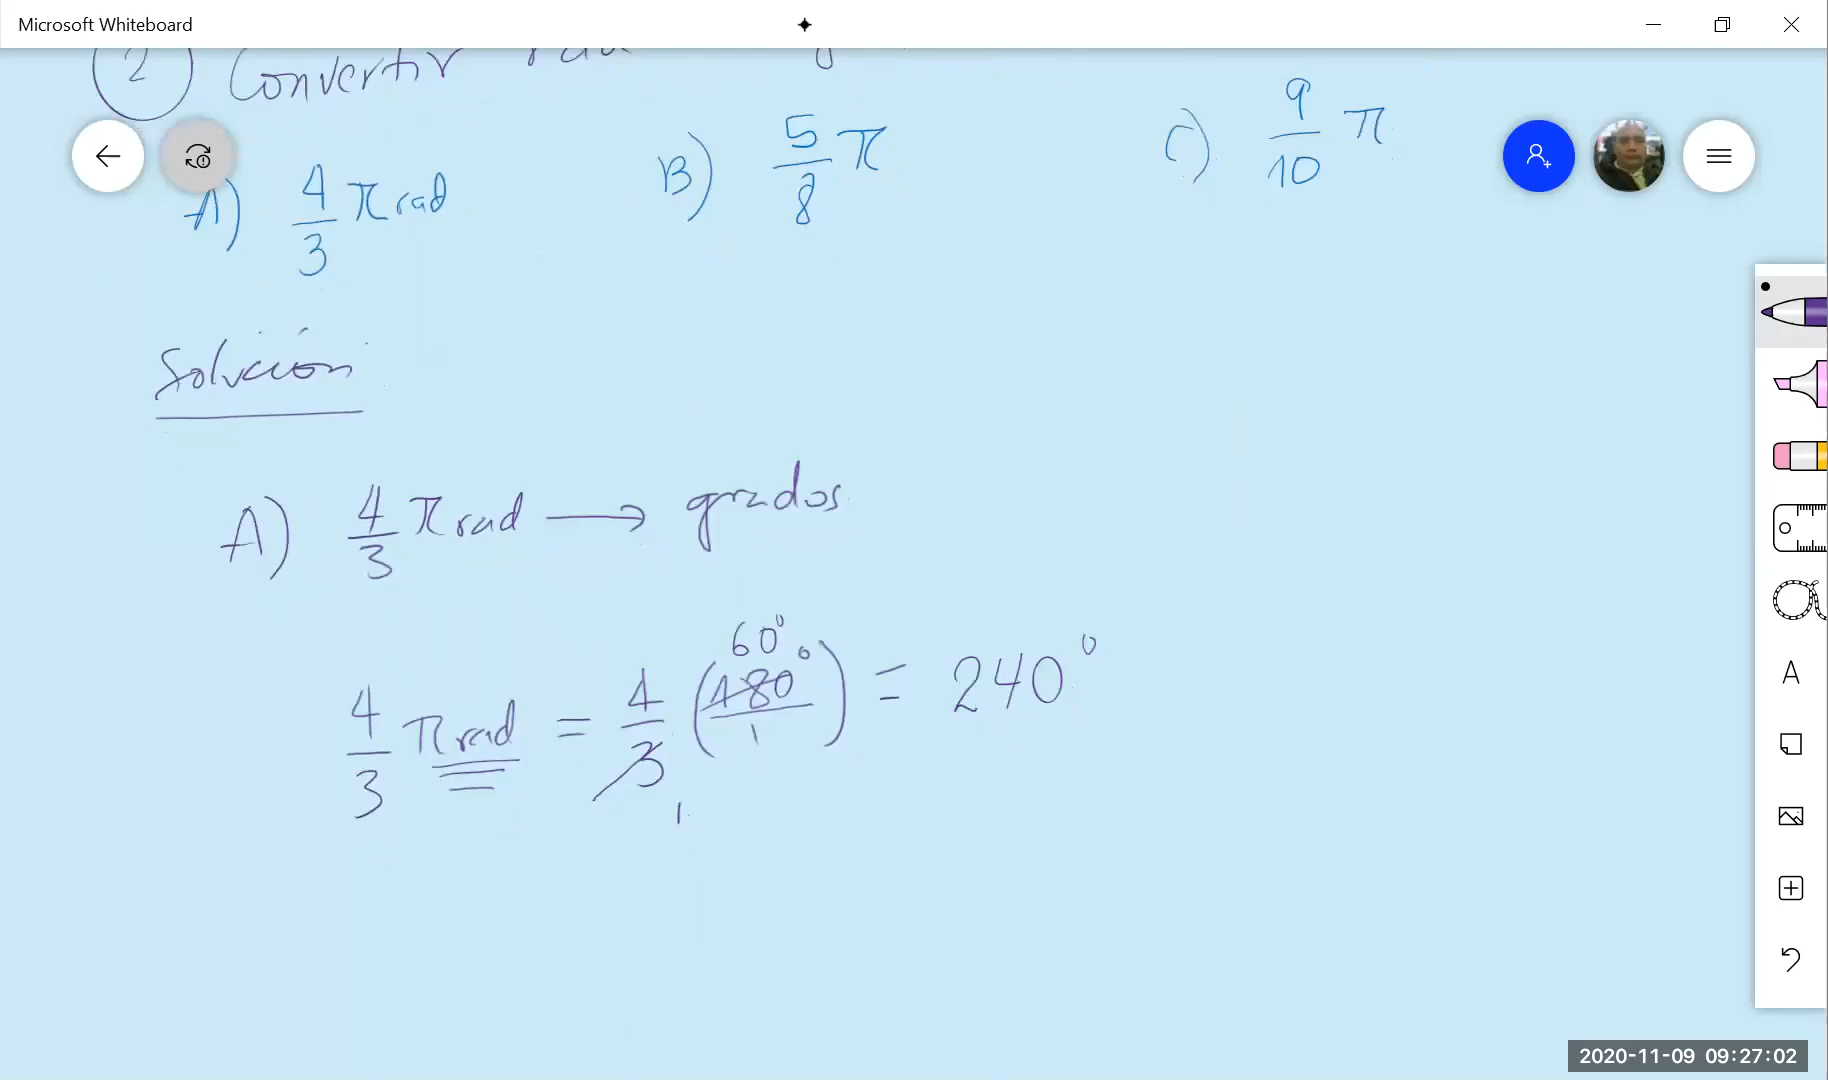 Microsoft Whiteboard
2 Convertir rad
A) 4/3 π rad B) 5/8 π C) 9/10 π
Solución
A) 4/3 π rad → grados
4/3 π rad = 4/3 (180°/1) = 240°
60°
1
A
2020-11-09 09:27:02